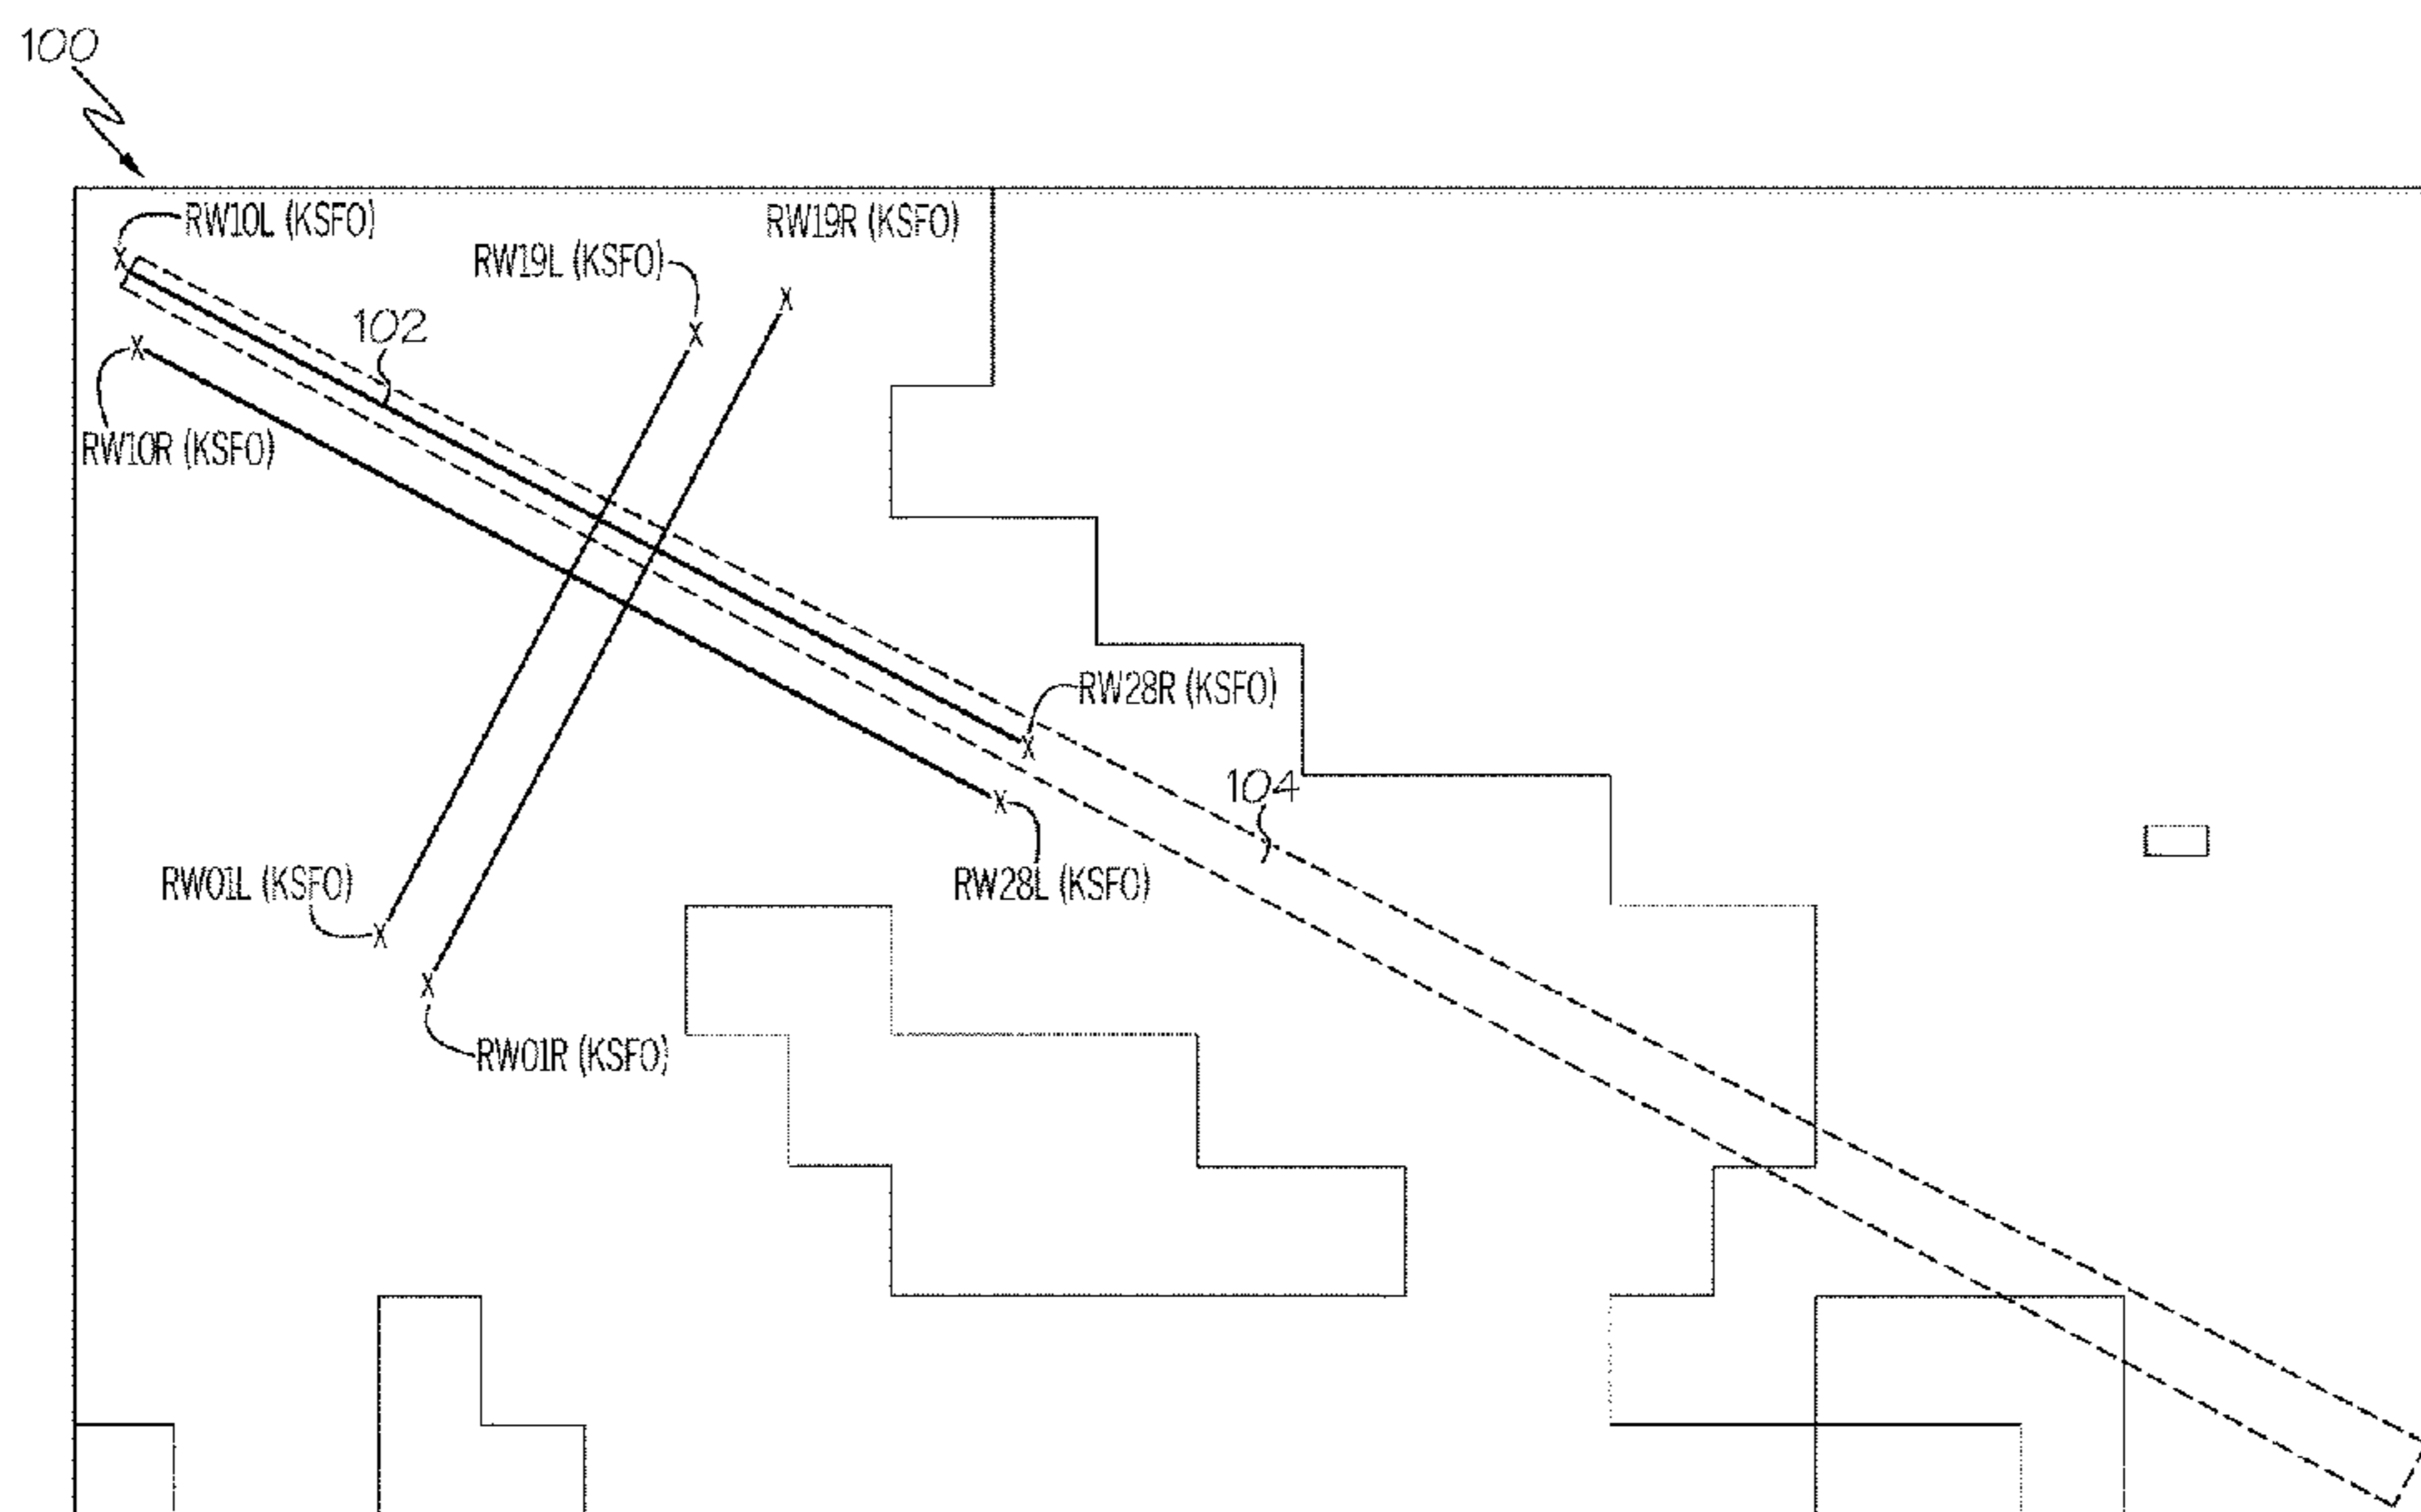 100
RW10L (KSFO)
RW19R (KSFO)
RW19L (KSFO)
102
RW10R (KSFO)
RW28R (KSFO)
104
RW01L (KSFO)
RW28L (KSFO)
RW01R (KSFO)